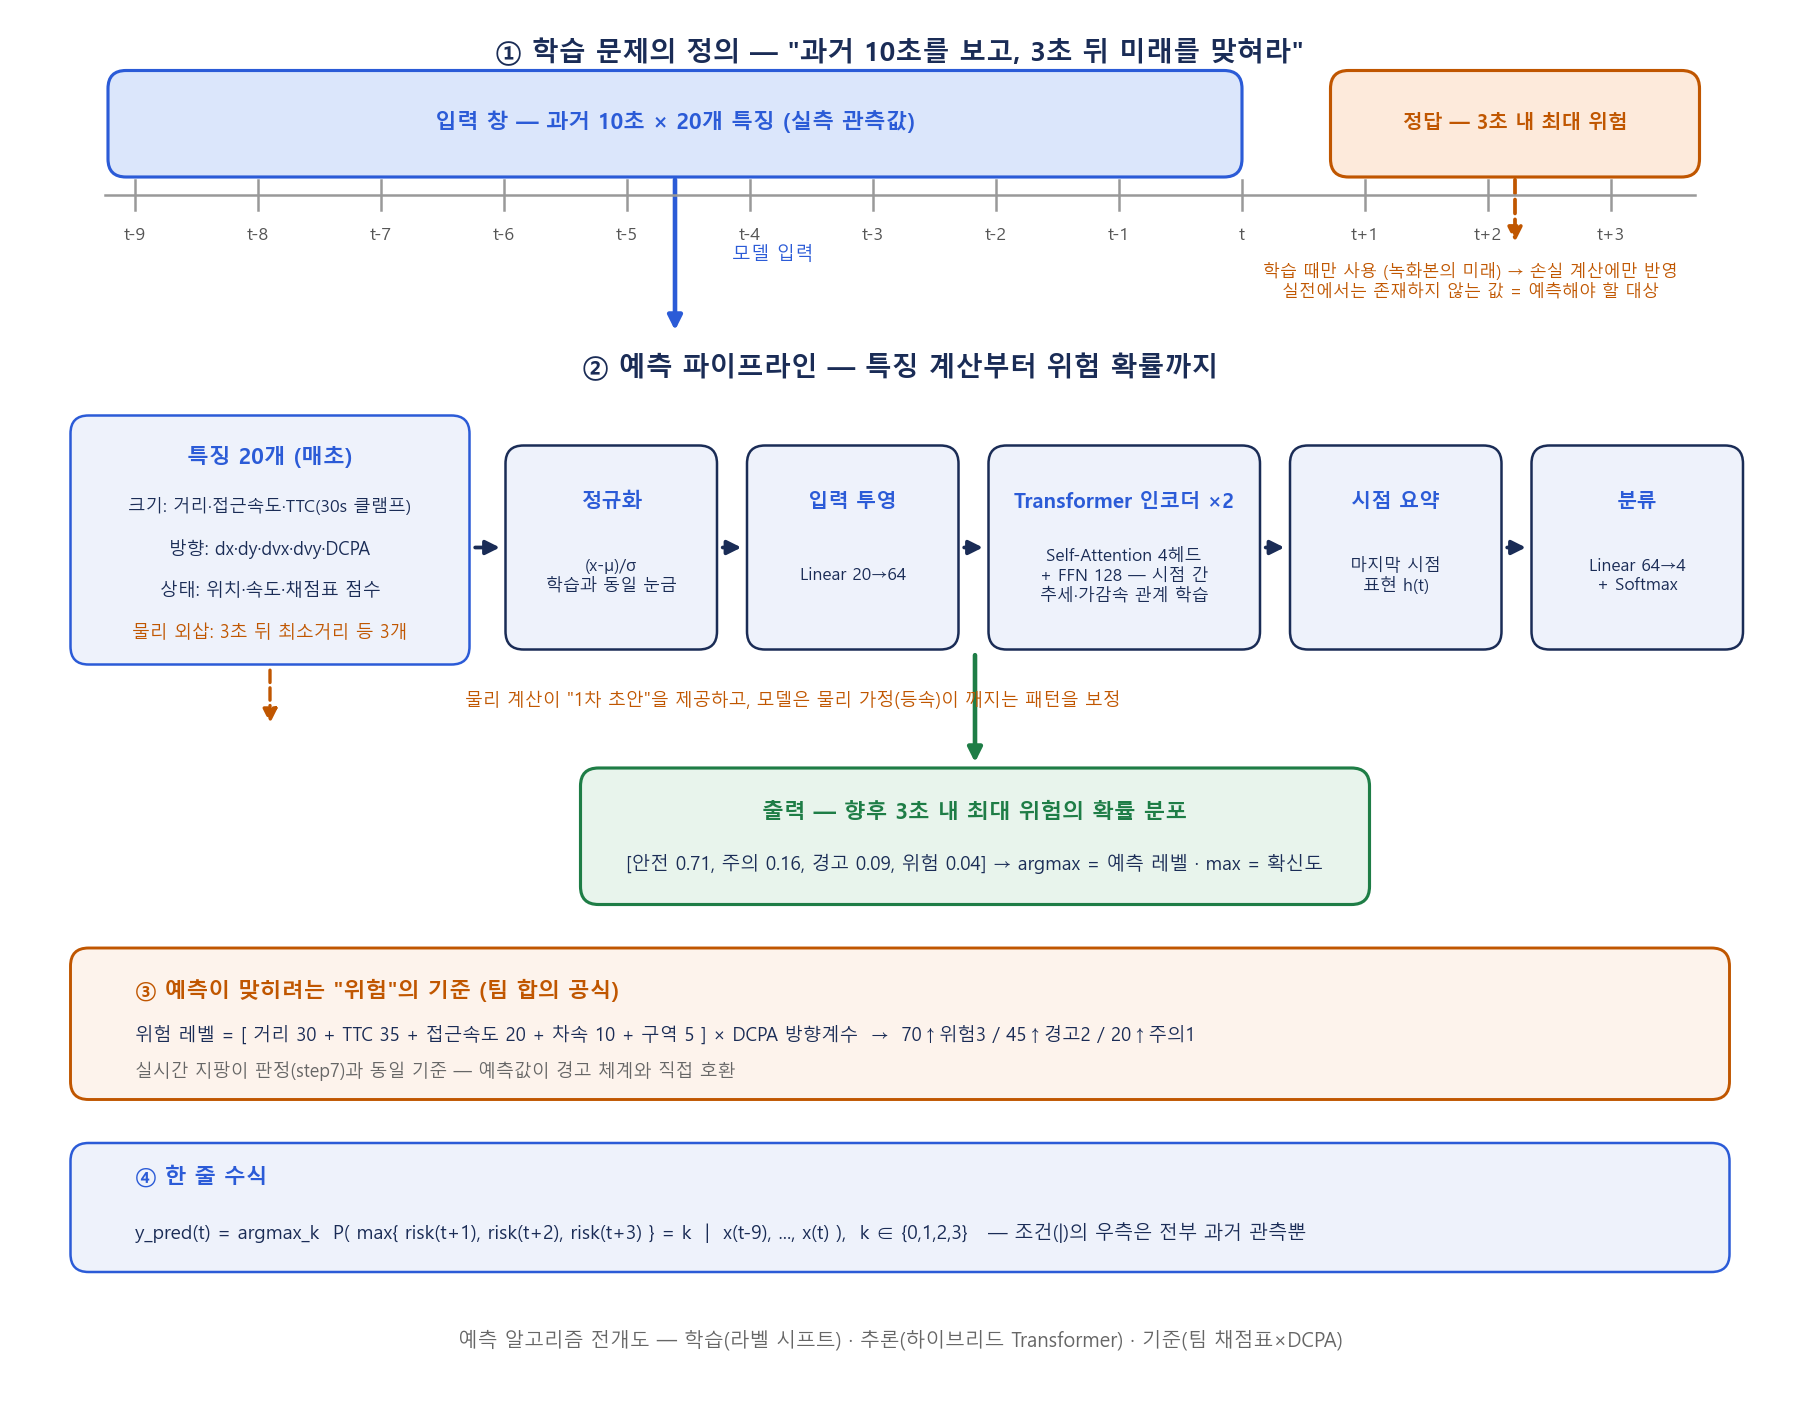 ① 학습 문제의 정의 — "과거 10초를 보고, 3초 뒤 미래를 맞혀라"
입력 창 — 과거 10초 × 20개 특징 (실측 관측값)
정답 — 3초 내 최대 위험
t-9
t-8
t-7
t-6
t-5
t-4
t-3
t-2
t-1
t
t+1
t+2
t+3
모델 입력
학습 때만 사용 (녹화본의 미래) → 손실 계산에만 반영
실전에서는 존재하지 않는 값 = 예측해야 할 대상
② 예측 파이프라인 — 특징 계산부터 위험 확률까지
특징 20개 (매초)
크기: 거리·접근속도·TTC(30s 클램프)
방향: dx·dy·dvx·dvy·DCPA
상태: 위치·속도·채점표 점수
물리 외삽: 3초 뒤 최소거리 등 3개
정규화
(x-μ)/σ
학습과 동일 눈금
입력 투영
Linear 20→64
Transformer 인코더 ×2
Self-Attention 4헤드
+ FFN 128 — 시점 간
추세·가감속 관계 학습
시점 요약
마지막 시점
표현 h(t)
분류
Linear 64→4
+ Softmax
물리 계산이 "1차 초안"을 제공하고, 모델은 물리 가정(등속)이 깨지는 패턴을 보정
출력 — 향후 3초 내 최대 위험의 확률 분포
[안전 0.71, 주의 0.16, 경고 0.09, 위험 0.04] → argmax = 예측 레벨 · max = 확신도
③ 예측이 맞히려는 "위험"의 기준 (팀 합의 공식)
위험 레벨 = [ 거리 30 + TTC 35 + 접근속도 20 + 차속 10 + 구역 5 ] × DCPA 방향계수 → 70↑위험3 / 45↑경고2 / 20↑주의1
실시간 지팡이 판정(step7)과 동일 기준 — 예측값이 경고 체계와 직접 호환
④ 한 줄 수식
y_pred(t) = argmax_k P( max{ risk(t+1), risk(t+2), risk(t+3) } = k | x(t-9), ..., x(t) ), k ∈ {0,1,2,3} — 조건(|)의 우측은 전부 과거 관측뿐
예측 알고리즘 전개도 — 학습(라벨 시프트) · 추론(하이브리드 Transformer) · 기준(팀 채점표×DCPA)